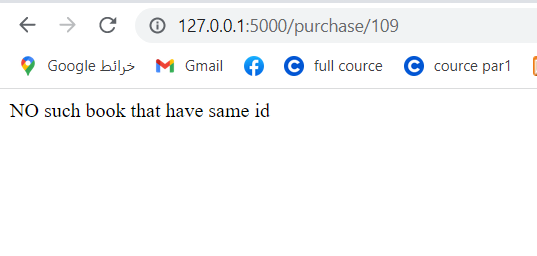 127.0.0.1:5000/purchase/109
خرائط Google Gmail full cource cource par1
NO such book that have same id